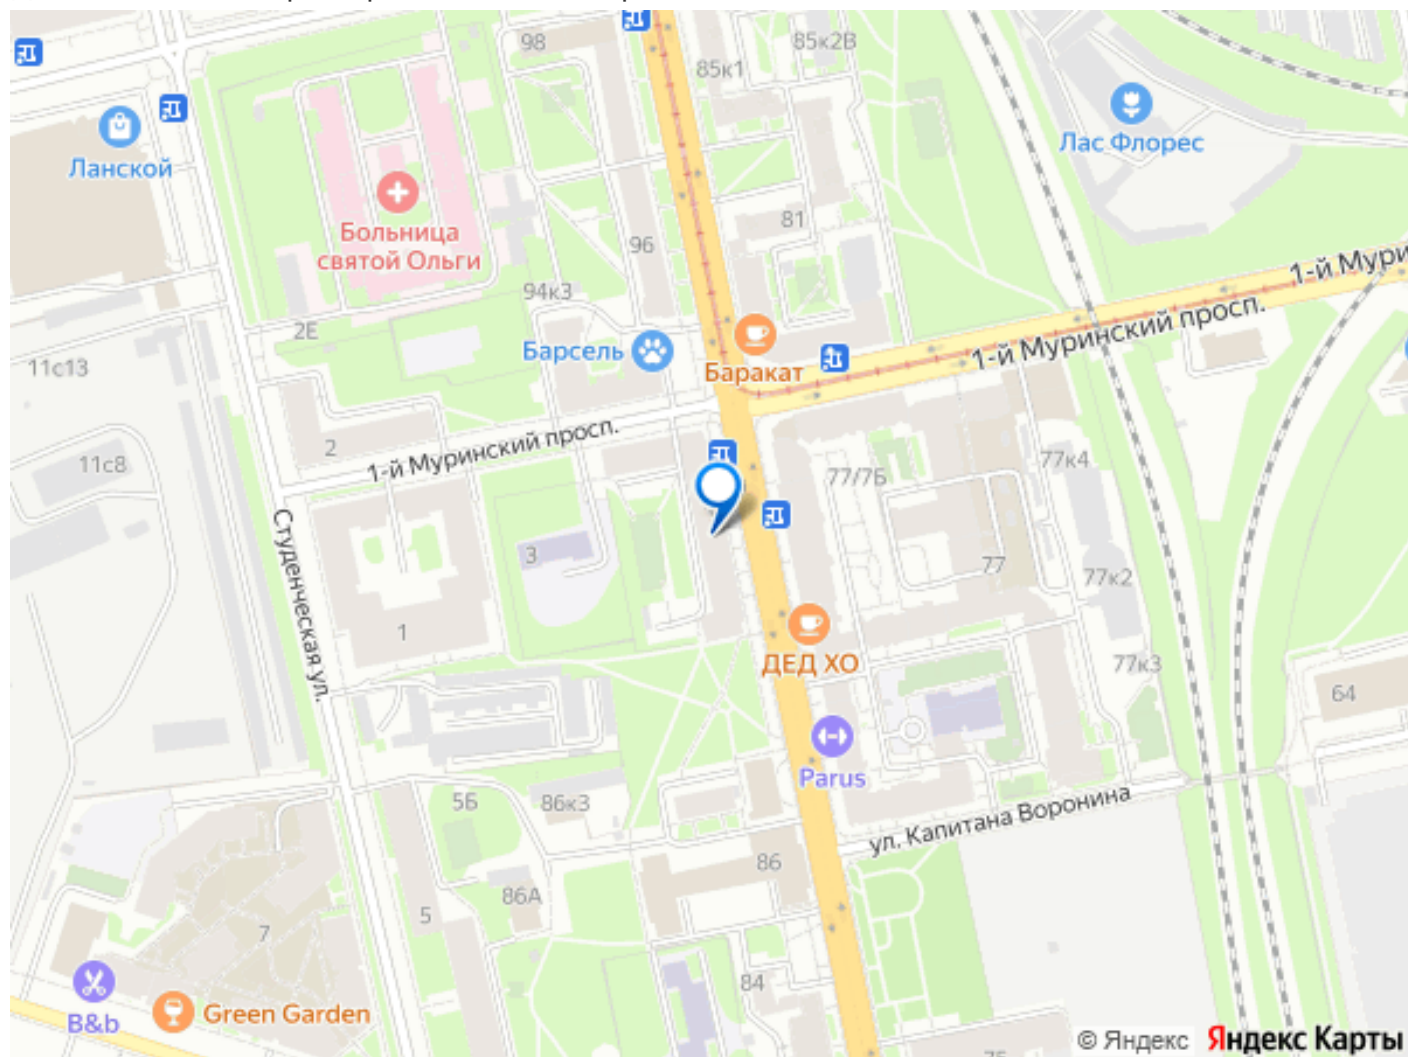 98
85к2В
85к1
Лас Флорес
Ланской
Больница
святой Ольги
81
96
1-й Мури
94к3
2Е
1-й Муринский просп.
Барсель
Баракат
11с13
2
1-й Муринский просп.
11с8
77к4
77/7Б
Студенческая ул.
3
77
77к2
1
ДЕД ХО
77к3
64
Parus
5Б
86к3
ул. Капитана Воронина
86
86А
5
7
84
B&b
Green Garden
© Яндекс
Яндекс Карты